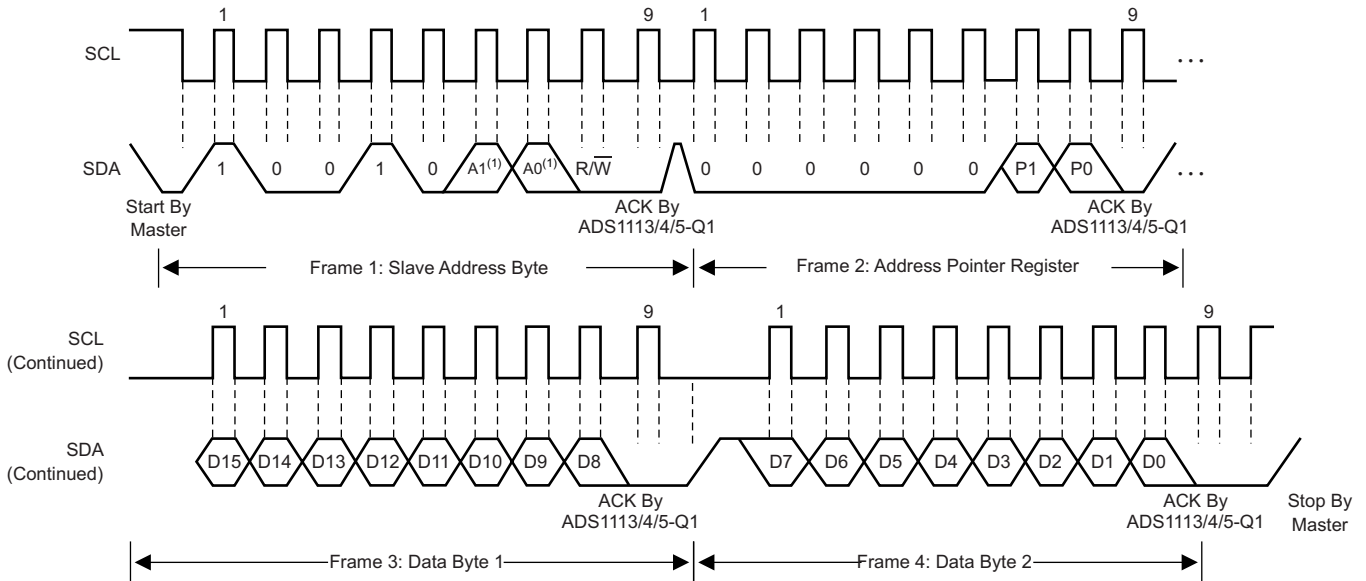 1 9 1 9
SCL
...
SDA
1 0 0 1 0 A1(1) A0(1) R/W̅ 0 0 0 0 0 0 P1 P0
...
Start By
Master
ACK By
ADS1113/4/5-Q1
ACK By
ADS1113/4/5-Q1
Frame 1: Slave Address Byte
Frame 2: Address Pointer Register
1 9 1 9
SCL
(Continued)
SDA
(Continued)
D15 D14 D13 D12 D11 D10 D9 D8 D7 D6 D5 D4 D3 D2 D1 D0
ACK By
ADS1113/4/5-Q1
ACK By
ADS1113/4/5-Q1
Stop By
Master
Frame 3: Data Byte 1
Frame 4: Data Byte 2